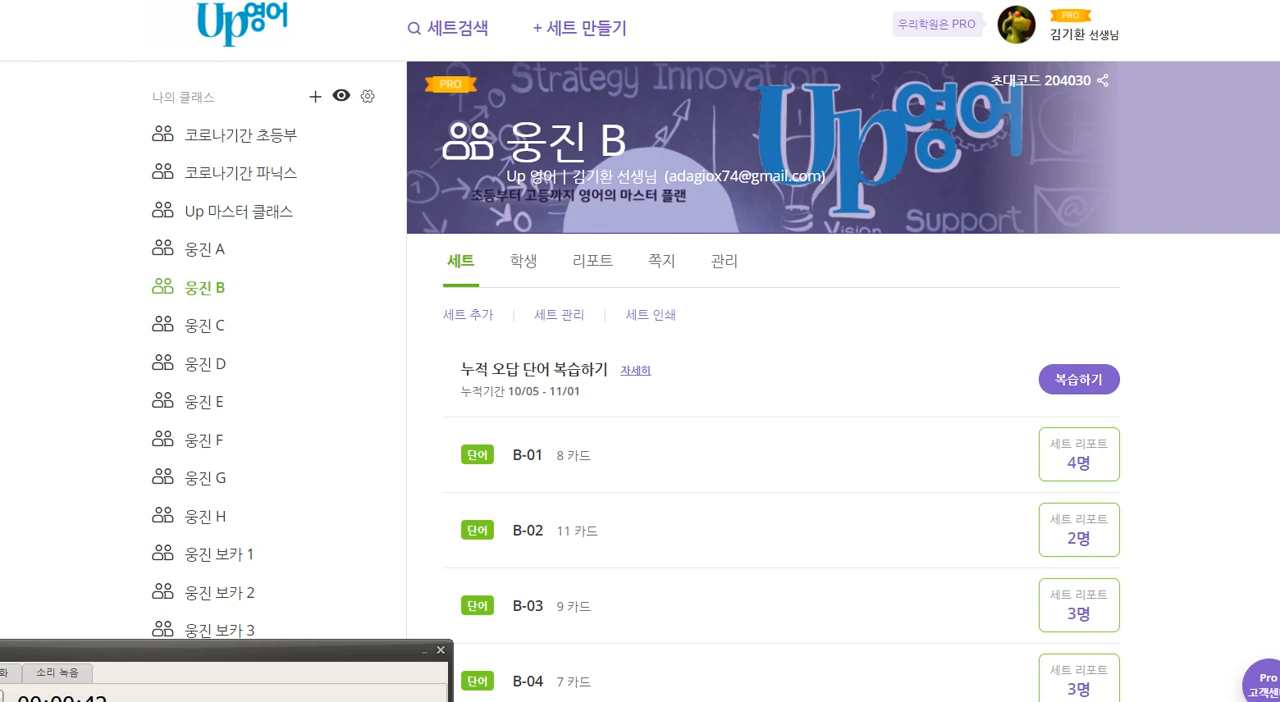 Up영어
세트검색
+ 세트 만들기
우리학원은 PRO
PRO
김기환 선생님
나의 클래스
코로나기간 초등부
코로나기간 파닉스
Up 마스터 클래스
웅진 A
웅진 B
웅진 C
웅진 D
웅진 E
웅진 F
웅진 G
웅진 H
웅진 보카 1
웅진 보카 2
웅진 보카 3
화
소리 녹음
00:00:42
PRO
Strategy Innovation
초대코드 204030
웅진 B
Up영어
Up 영어 | 김기환 선생님 (adagiox74@gmail.com)
초등부터 고등까지 영어의 마스터 플랜
Vision
Support
세트
학생
리포트
쪽지
관리
세트 추가 | 세트 관리 | 세트 인쇄
누적 오답 단어 복습하기 자세히
누적기간 10/05 - 11/01
복습하기
단어 B-01 8 카드
세트 리포트
4명
단어 B-02 11 카드
세트 리포트
2명
단어 B-03 9 카드
세트 리포트
3명
단어 B-04 7 카드
세트 리포트
3명
Pro
고객센